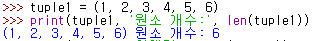 >>> tuple1 = (1, 2, 3, 4, 5, 6)
>>> print(tuple1, '원소 개수:', len(tuple1))
(1, 2, 3, 4, 5, 6) 원소 개수: 6